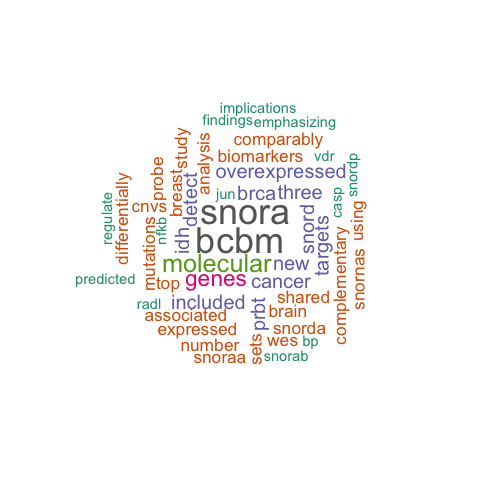 implications
findings
emphasizing
comparably
biomarkers
vdr
overexpressed
study
analysis
probe
breast
detect
jun
brca
three
casp
snordp
differentially
regulate
cnvs
nfkb
idh
snora
bcbm
snord
targets
using
mutations
molecular
new
complementary
snornas
predicted
top
genes
cancer
radl
included
prbt
shared
associated
brain
expressed
snorda
number
sets
wes
bp
snoraa
snorab